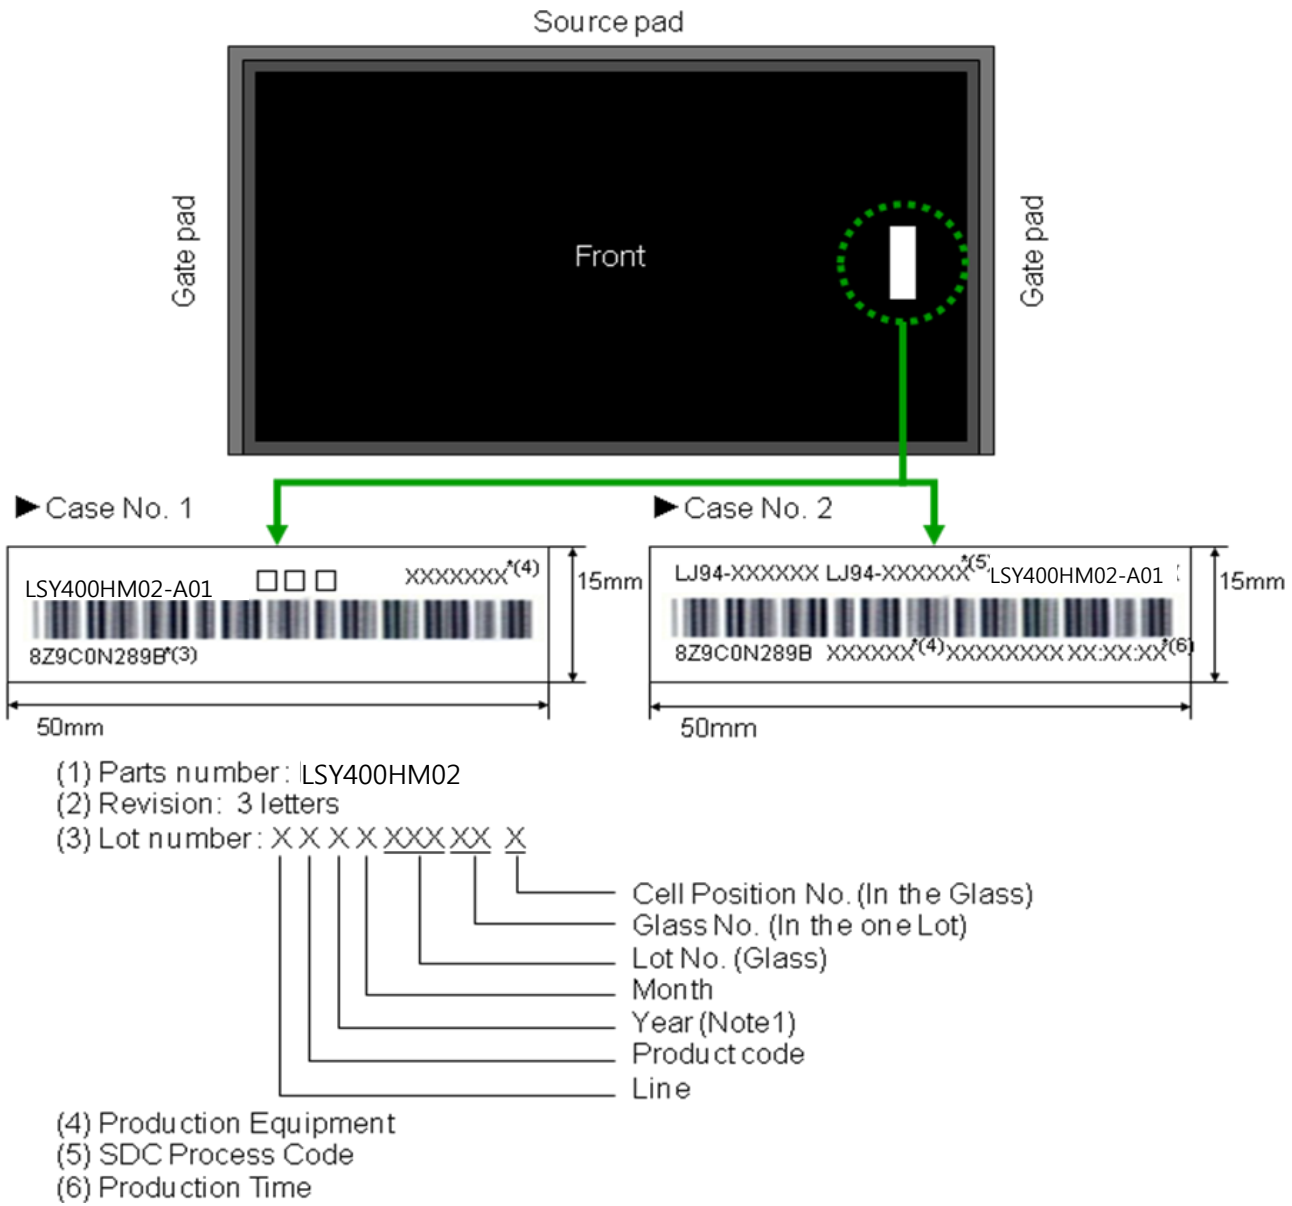 Source pad
Gate pad
Front
Gate pad
▶ Case No. 1
▶ Case No. 2
LSY400HM02-A01 □□□ XXXXXXX*(4)
15mm
8Z9C0N289B*(3)
50mm
LJ94-XXXXXX LJ94-XXXXXX*(5) LSY400HM02-A01
15mm
8Z9C0N289B XXXXXX*(4) XXXXXXXX XX:XX:XX*(6)
50mm
(1) Parts number: LSY400HM02
(2) Revision: 3 letters
(3) Lot number: X X X X XXX XX X
Cell Position No. (In the Glass)
Glass No. (In the one Lot)
Lot No. (Glass)
Month
Year (Note1)
Product code
Line
(4) Production Equipment
(5) SDC Process Code
(6) Production Time